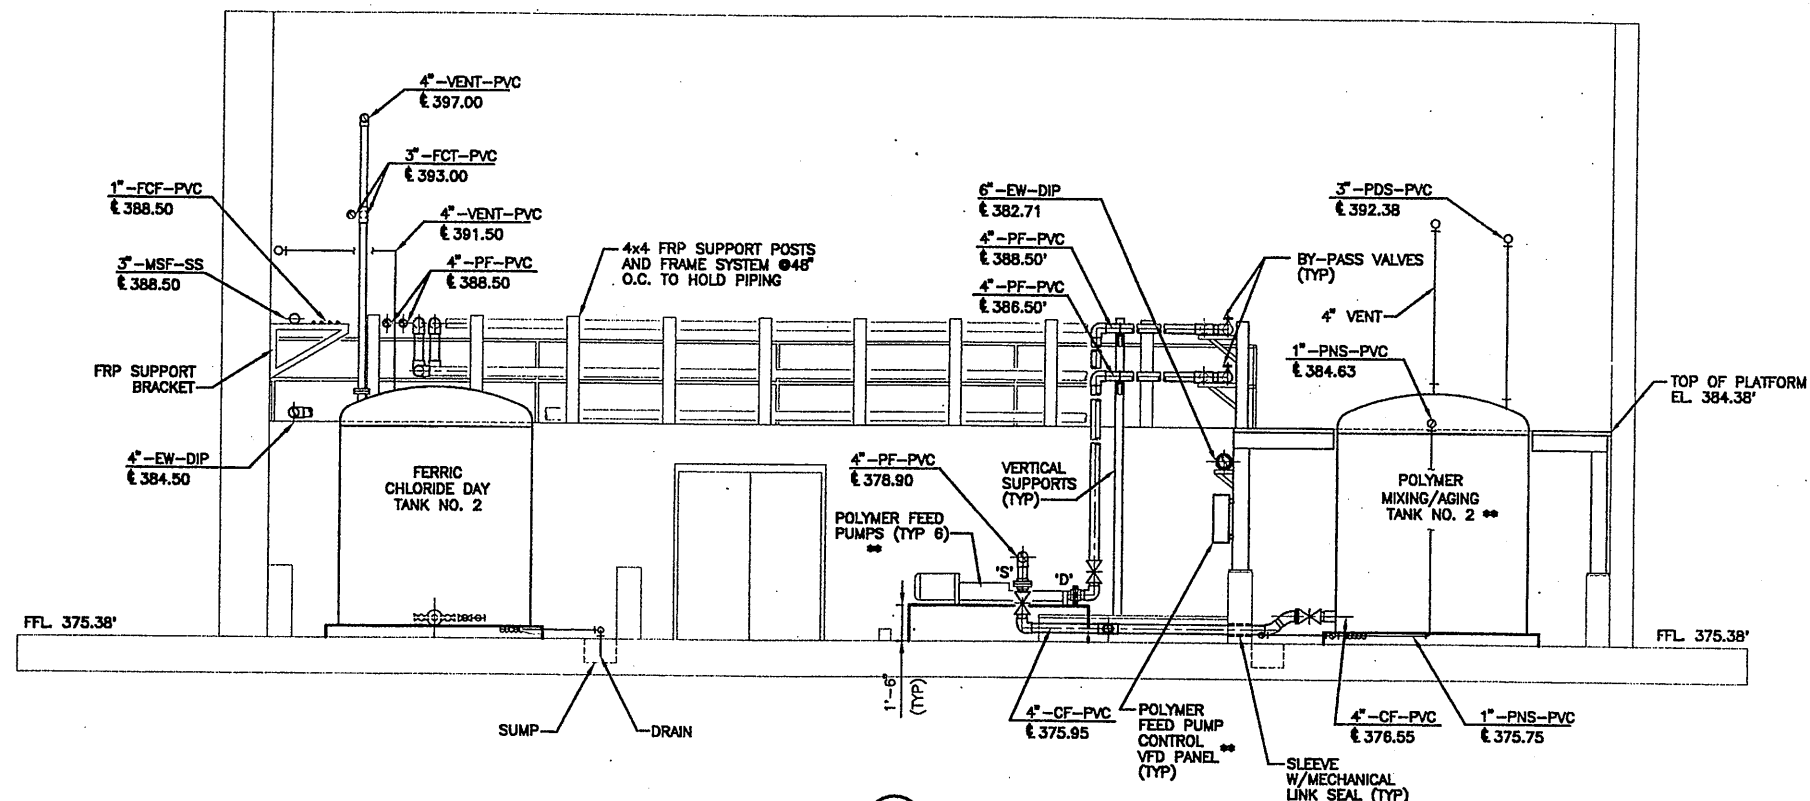 4"-VENT-PVC
℄ 397.00
3"-FCT-PVC
℄ 393.00
1"-FCF-PVC
℄ 388.50
4"-VENT-PVC
℄ 391.50
3"-MSF-SS
℄ 388.50
4"-PF-PVC
℄ 388.50
4x4 FRP SUPPORT POSTS
AND FRAME SYSTEM @48"
O.C. TO HOLD PIPING
6"-EW-DIP
℄ 382.71
4"-PF-PVC
℄ 388.50'
4"-PF-PVC
℄ 386.50'
BY-PASS VALVES
(TYP)
3"-PDS-PVC
℄ 392.38
4" VENT
1"-PNS-PVC
℄ 384.63
FRP SUPPORT
BRACKET
TOP OF PLATFORM
EL. 384.38'
4"-EW-DIP
℄ 384.50
FERRIC
CHLORIDE DAY
TANK NO. 2
4"-PF-PVC
℄ 378.90
VERTICAL
SUPPORTS
(TYP)
POLYMER
MIXING/AGING
TANK NO. 2 **
POLYMER FEED
PUMPS (TYP 6)
**
'S'
'D'
FFL. 375.38'
FFL. 375.38'
1'-6"
(TYP)
SUMP
DRAIN
4"-CF-PVC
℄ 375.95
POLYMER
FEED PUMP
CONTROL
VFD PANEL **
(TYP)
4"-CF-PVC
℄ 376.55
1"-PNS-PVC
℄ 375.75
SLEEVE
W/MECHANICAL
LINK SEAL (TYP)